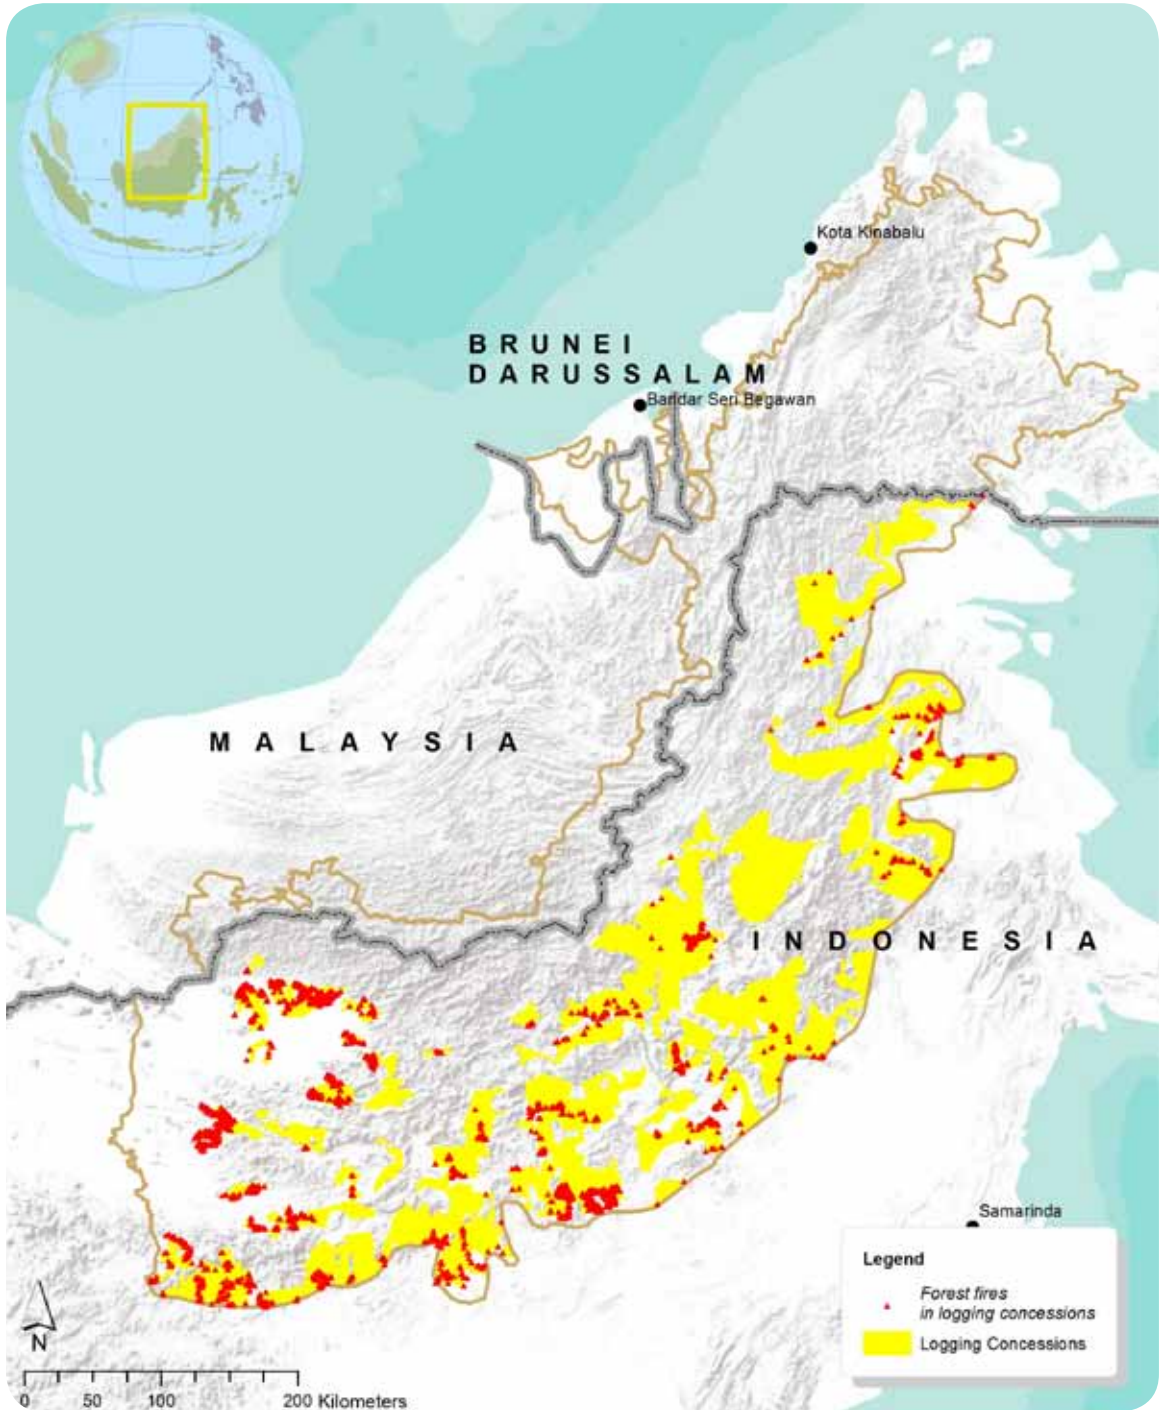 Kota Kinabalu
BRUNEI
DARUSSALAM
Bandar Seri Begawan
MALAYSIA
INDONESIA
Samarinda
Legend
Forest fires
in logging concessions
Logging Concessions
N
0 50 100 200 Kilometers